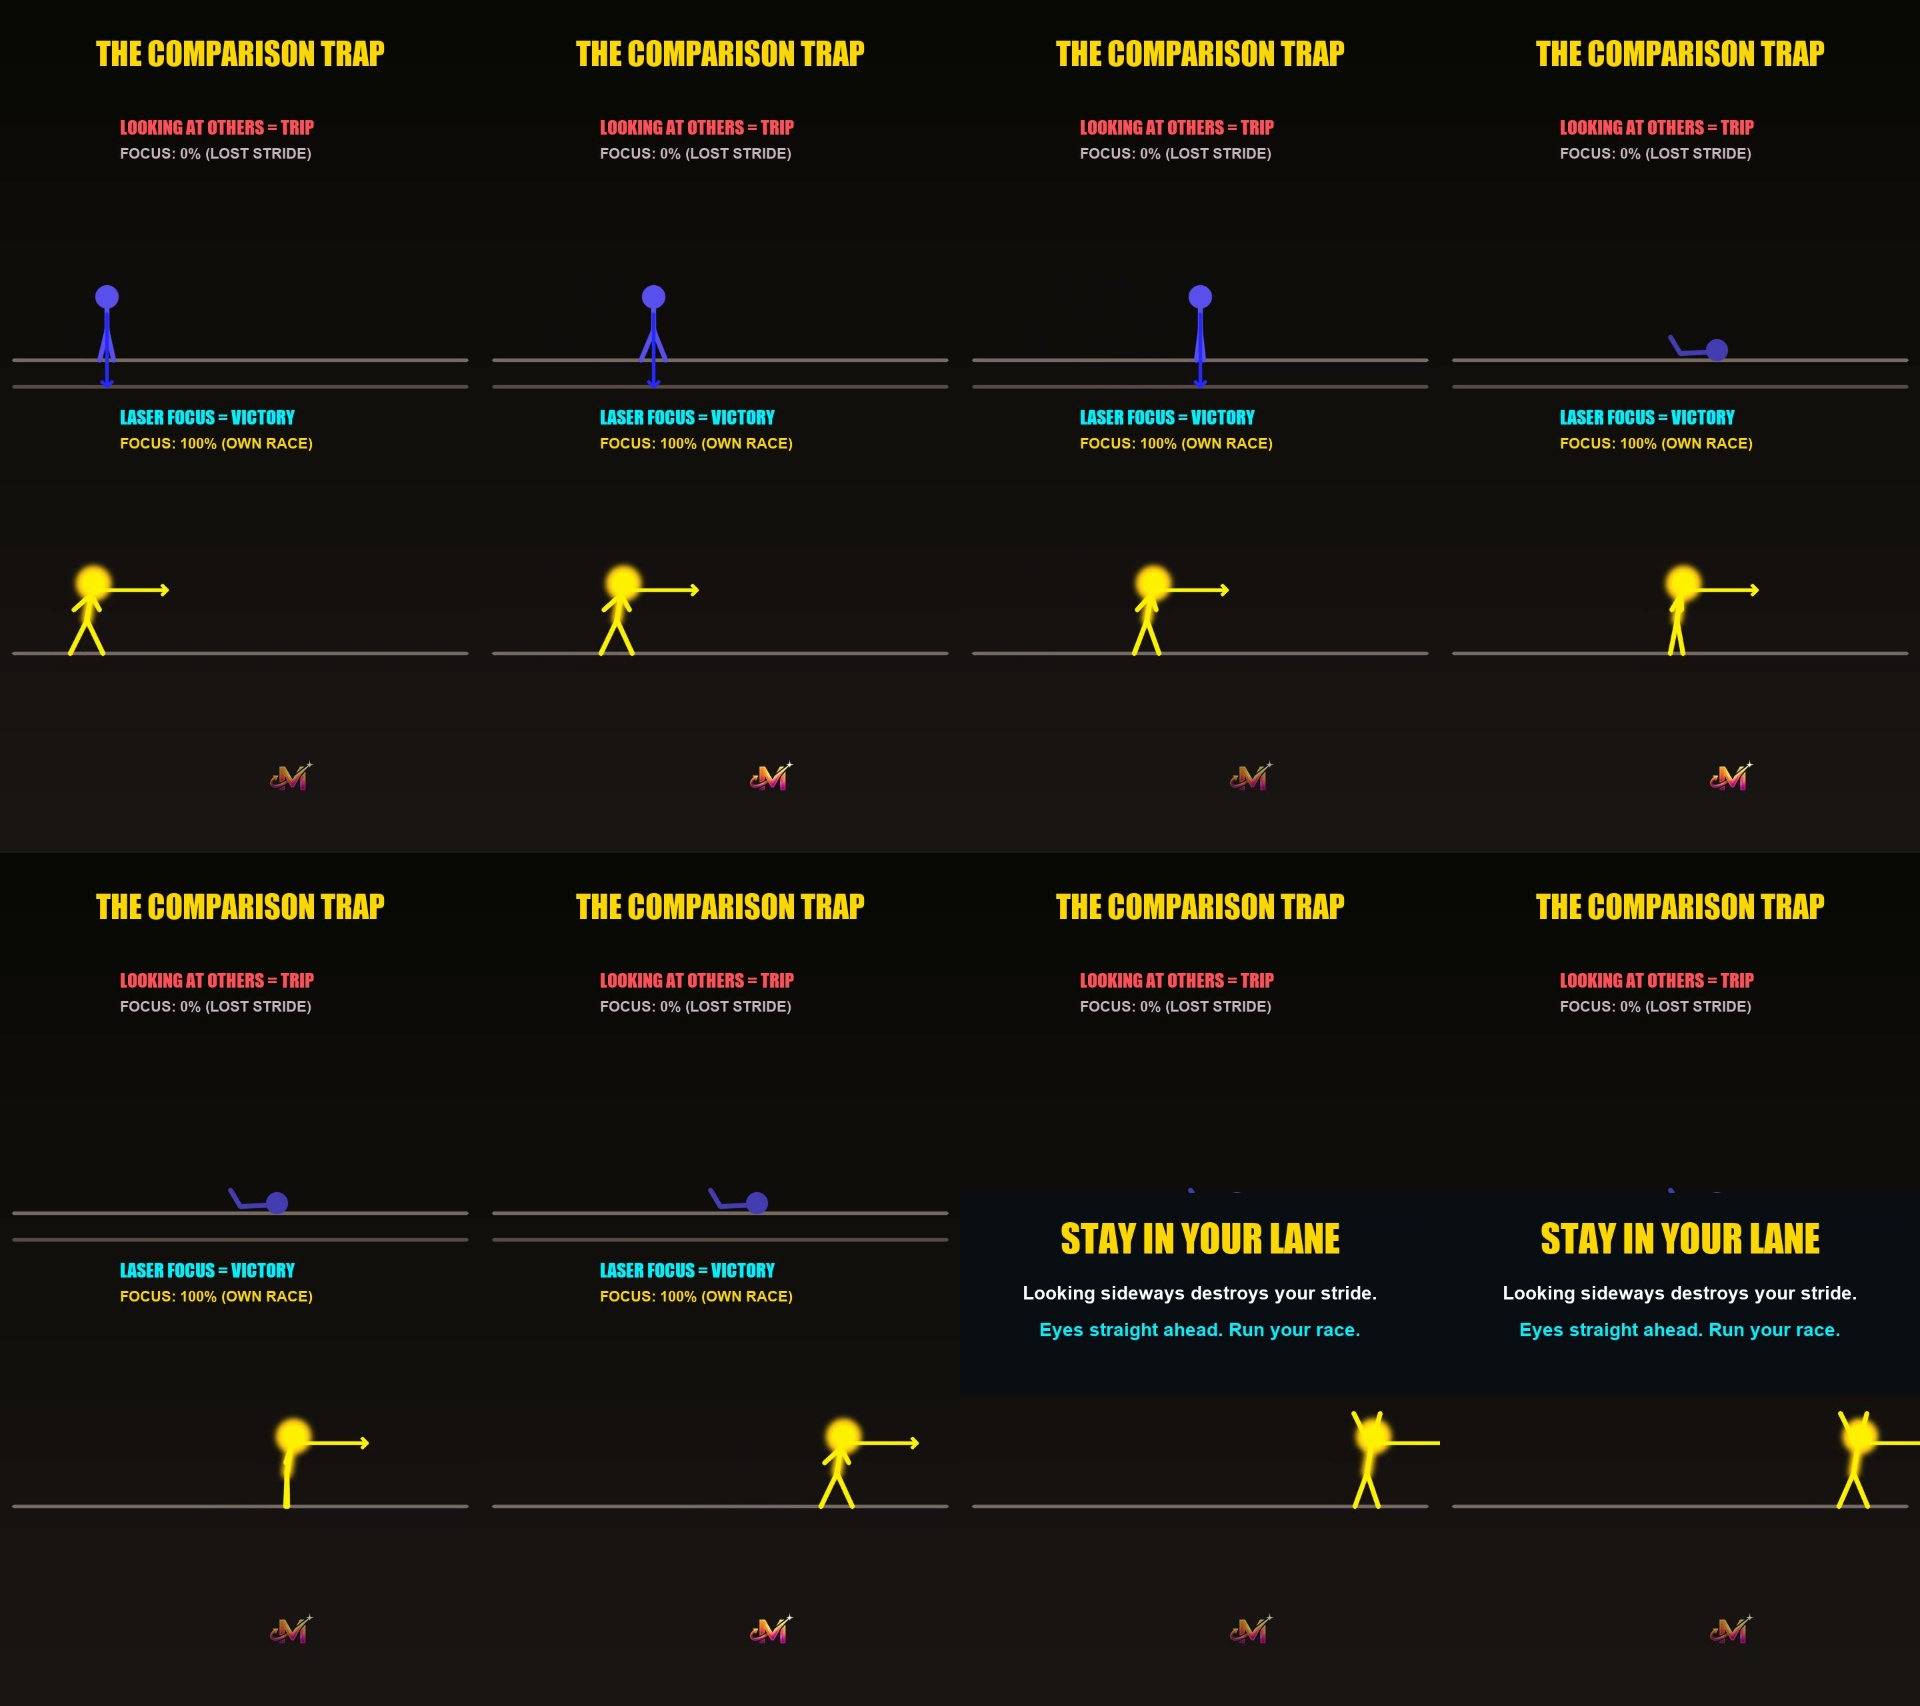 THE COMPARISON TRAP
LOOKING AT OTHERS = TRIP
FOCUS: 0% (LOST STRIDE)
LASER FOCUS = VICTORY
FOCUS: 100% (OWN RACE)
M
THE COMPARISON TRAP
LOOKING AT OTHERS = TRIP
FOCUS: 0% (LOST STRIDE)
LASER FOCUS = VICTORY
FOCUS: 100% (OWN RACE)
M
THE COMPARISON TRAP
LOOKING AT OTHERS = TRIP
FOCUS: 0% (LOST STRIDE)
LASER FOCUS = VICTORY
FOCUS: 100% (OWN RACE)
M
THE COMPARISON TRAP
LOOKING AT OTHERS = TRIP
FOCUS: 0% (LOST STRIDE)
LASER FOCUS = VICTORY
FOCUS: 100% (OWN RACE)
M
THE COMPARISON TRAP
LOOKING AT OTHERS = TRIP
FOCUS: 0% (LOST STRIDE)
LASER FOCUS = VICTORY
FOCUS: 100% (OWN RACE)
M
THE COMPARISON TRAP
LOOKING AT OTHERS = TRIP
FOCUS: 0% (LOST STRIDE)
LASER FOCUS = VICTORY
FOCUS: 100% (OWN RACE)
M
THE COMPARISON TRAP
LOOKING AT OTHERS = TRIP
FOCUS: 0% (LOST STRIDE)
STAY IN YOUR LANE
Looking sideways destroys your stride.
Eyes straight ahead. Run your race.
M
THE COMPARISON TRAP
LOOKING AT OTHERS = TRIP
FOCUS: 0% (LOST STRIDE)
STAY IN YOUR LANE
Looking sideways destroys your stride.
Eyes straight ahead. Run your race.
M